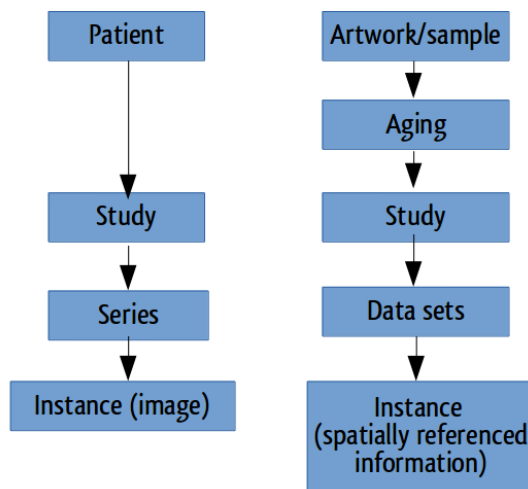 Patient
Study
Series
Instance (image)
Artwork/sample
Aging
Study
Data sets
Instance
(spatially referenced
information)